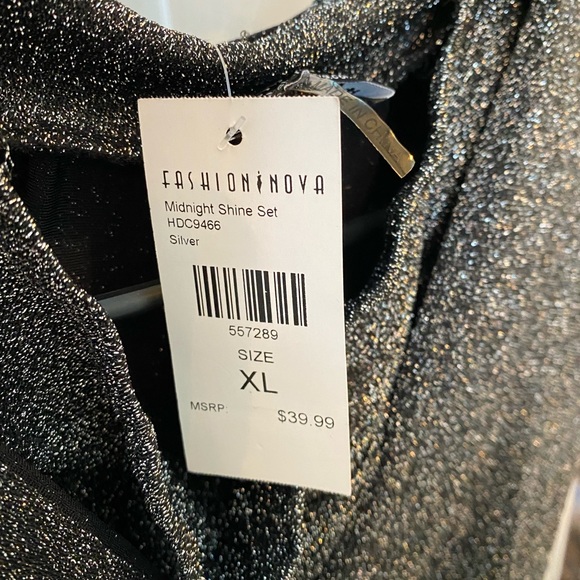 FASHION NOVA
Midnight Shine Set
HDC9466
Silver
557289
SIZE
XL
MSRP: $39.99